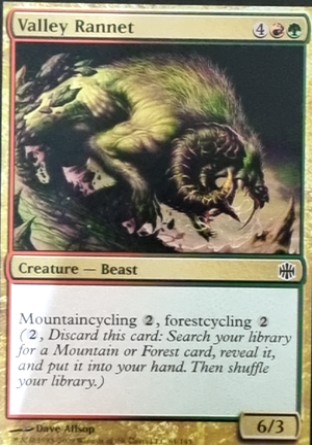 Valley Rannet 4
Creature — Beast
Mountaincycling 2, forestcycling 2
(2, Discard this card: Search your library
for a Mountain or Forest card, reveal it,
and put it into your hand. Then shuffle
your library.)
Dave Allsop
6/3